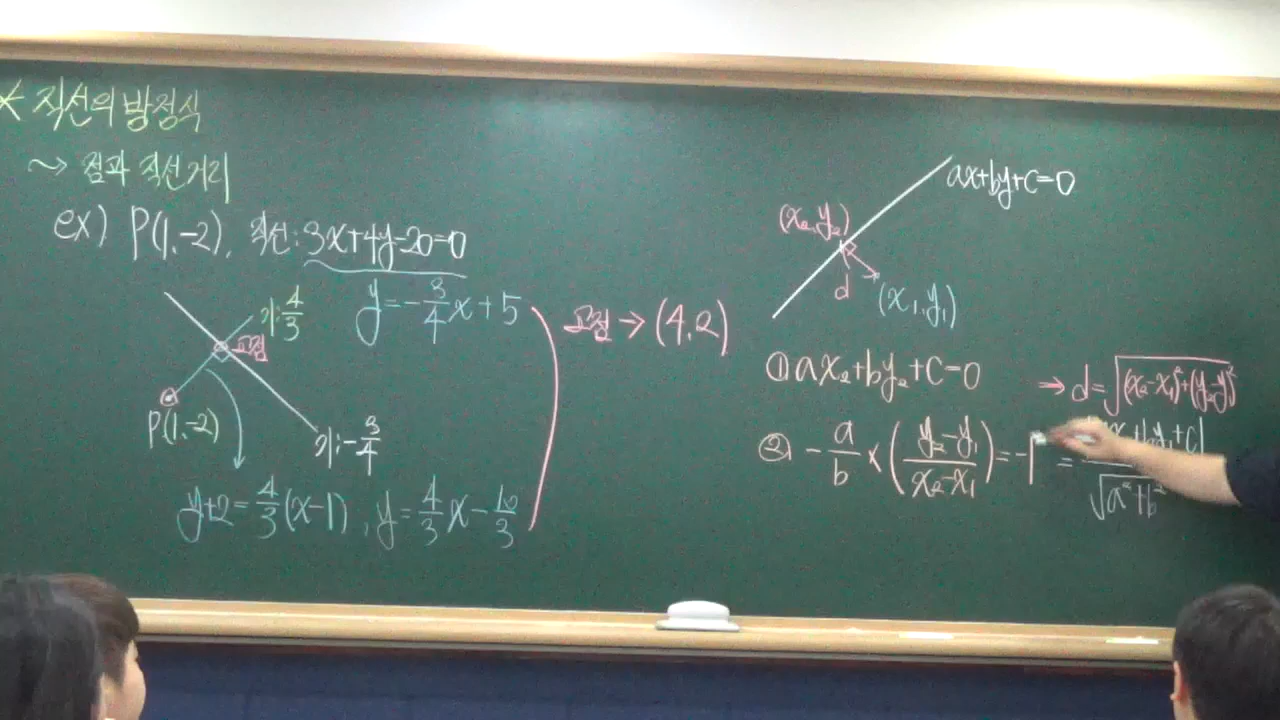 * 직선의 방정식
~> 점과 직선거리
ex) P(1,-2), 직선: 3x+4y-20=0
y=-3/4x+5
기:4/3
교점
P(1,-2)
기:-3/4
y+2=4/3(x-1), y=4/3x-10/3
교점 → (4,2)
ax+by+c=0
(x₂,y₂)
d
(x₁,y₁)
① ax₂+by₂+c=0
② -a/b×(y₂-y₁/x₂-x₁)=-1
→ d=√(x₂-x₁)²+(y₂-y₁)²
= +by₁+c|
√a²+b²